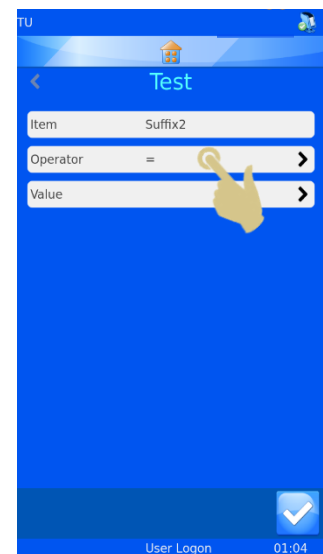 TU
Test
Item Suffix2
Operator =
Value
User Logon 01:04